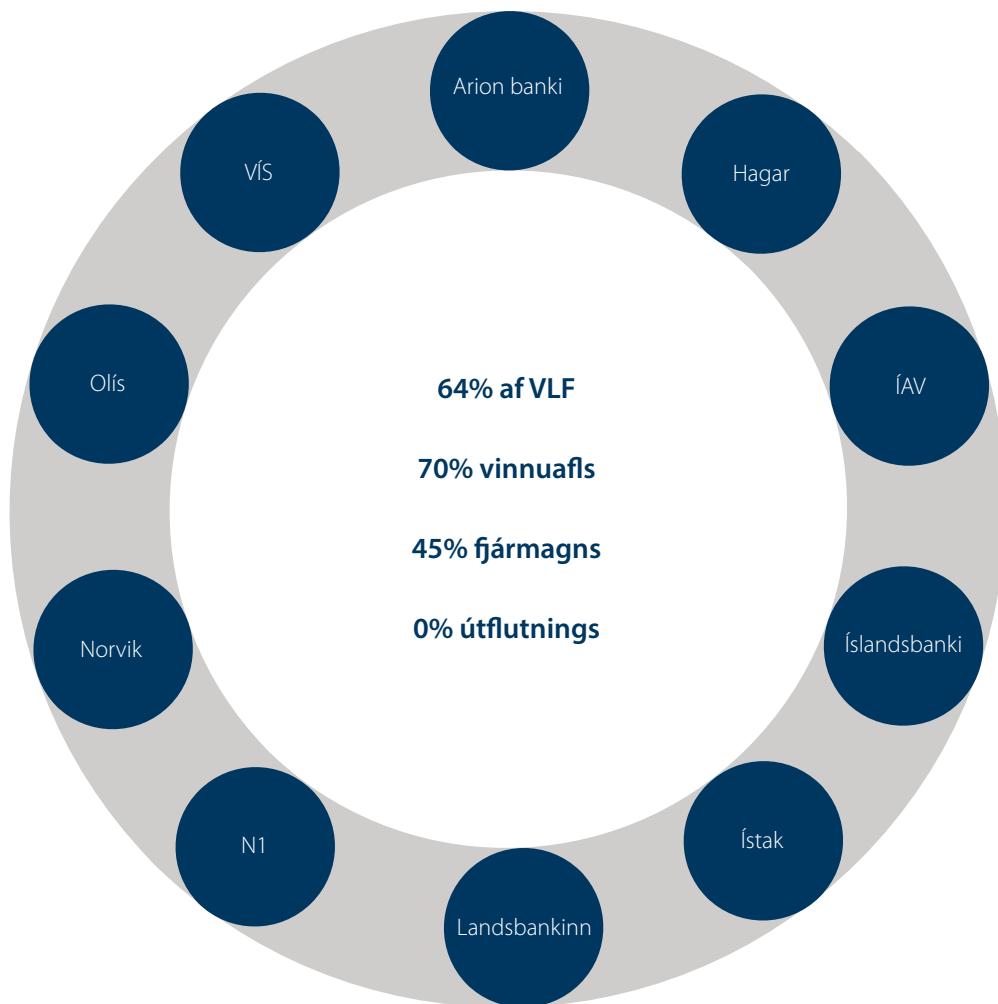 Arion banki
Hagar
ÍAV
Íslandsbanki
Ístak
Landsbankinn
N1
Norvik
Olís
VÍS
64% af VLF
70% vinnuafls
45% fjármagns
0% útflutnings